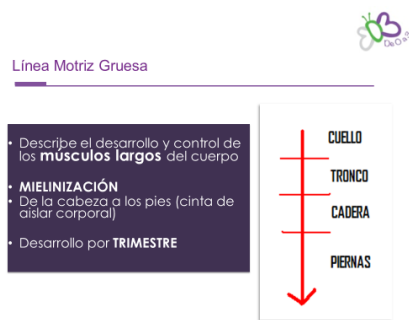 De0a3
Línea Motriz Gruesa
• Describe el desarrollo y control de
los músculos largos del cuerpo
• MIELINIZACIÓN
• De la cabeza a los pies (cinta de
aislar corporal)
• Desarrollo por TRIMESTRE
CUELLO
TRONCO
CADERA
PIERNAS